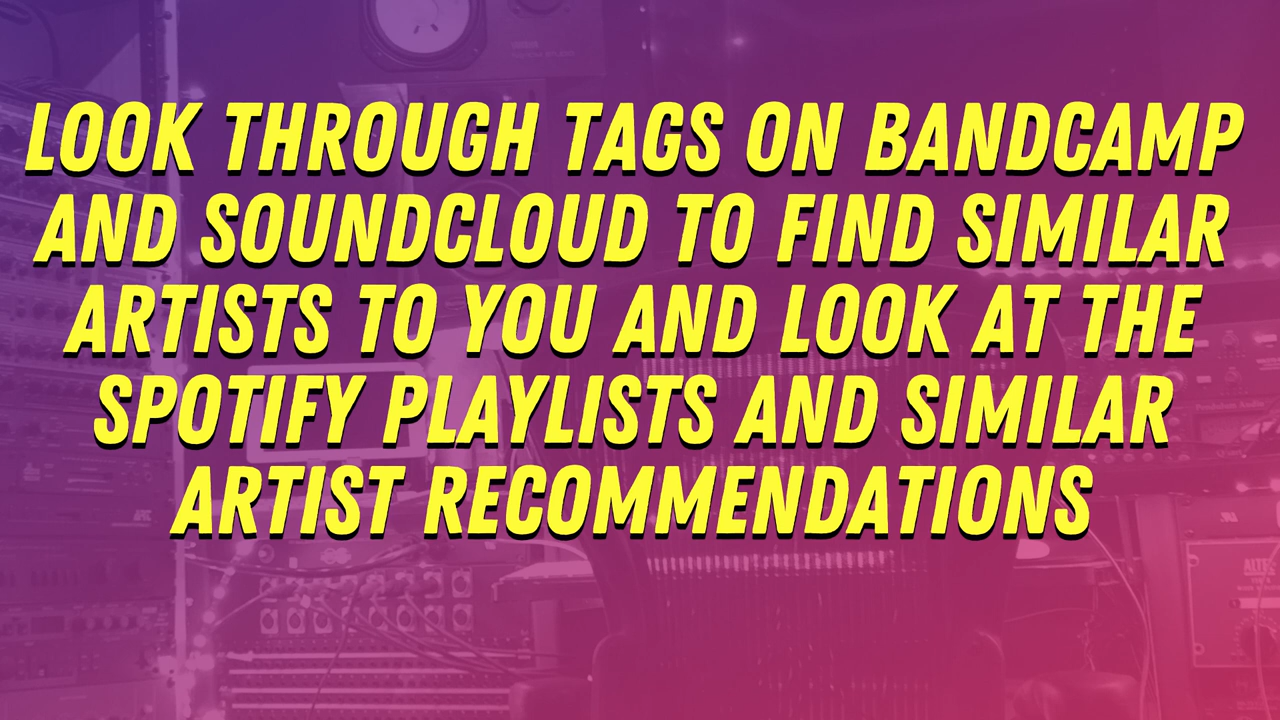 LOOK THROUGH TAGS ON BANDCAMP
AND SOUNDCLOUD TO FIND SIMILAR
ARTISTS TO YOU AND LOOK AT THE
SPOTIFY PLAYLISTS AND SIMILAR
ARTIST RECOMMENDATIONS